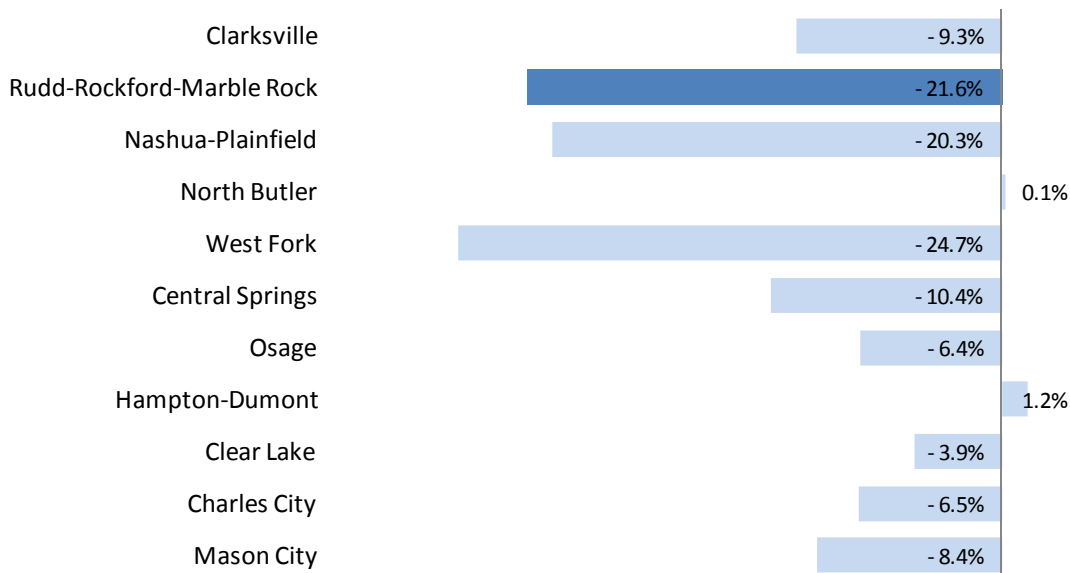 Clarksville - 9.3%
Rudd-Rockford-Marble Rock - 21.6%
Nashua-Plainfield - 20.3%
North Butler 0.1%
West Fork - 24.7%
Central Springs - 10.4%
Osage - 6.4%
Hampton-Dumont 1.2%
Clear Lake - 3.9%
Charles City - 6.5%
Mason City - 8.4%